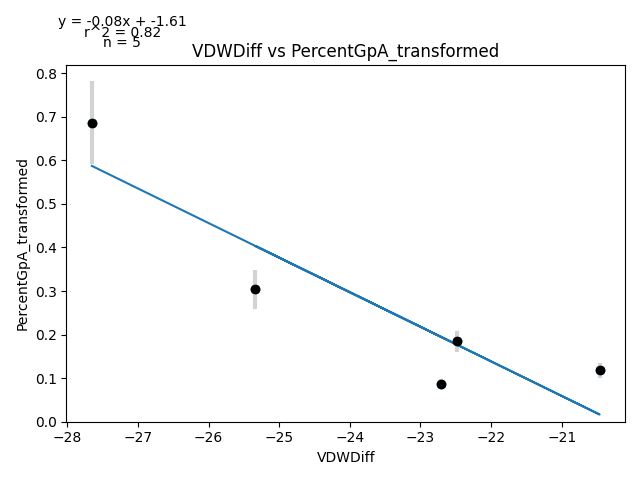 y = -0.08x + -1.61
r^2 = 0.82
n = 5
VDWDiff vs PercentGpA_transformed
0.8
0.7
0.6
0.5
0.4
0.3
0.2
0.1
0.0
PercentGpA_transformed
−28 −27 −26 −25 −24 −23 −22 −21
VDWDiff